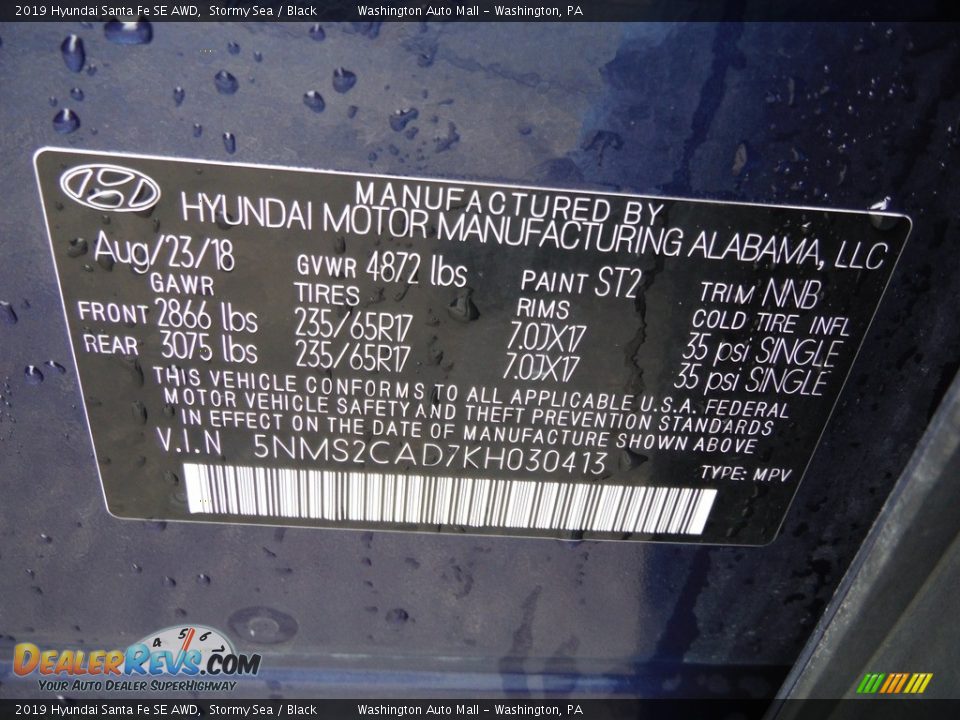 2019 Hyundai Santa Fe SE AWD, Stormy Sea / Black Washington Auto Mall - Washington, PA
MANUFACTURED BY
HYUNDAI MOTOR MANUFACTURING ALABAMA, LLC
Aug/23/18 GVWR 4872 lbs PAINT ST2 TRIM NNB
GAWR TIRES RIMS COLD TIRE INFL
FRONT 2866 lbs 235/65R17 7.0JX17 35 psi SINGLE
REAR 3075 lbs 235/65R17 7.0JX17 35 psi SINGLE
THIS VEHICLE CONFORMS TO ALL APPLICABLE U.S.A. FEDERAL
MOTOR VEHICLE SAFETY AND THEFT PREVENTION STANDARDS
IN EFFECT ON THE DATE OF MANUFACTURE SHOWN ABOVE
V.I.N 5NMS2CAD7KH030413 TYPE: MPV
4 5 6
DEALERREVS.COM
YOUR AUTO DEALER SUPERHIGHWAY
2019 Hyundai Santa Fe SE AWD, Stormy Sea / Black Washington Auto Mall - Washington, PA